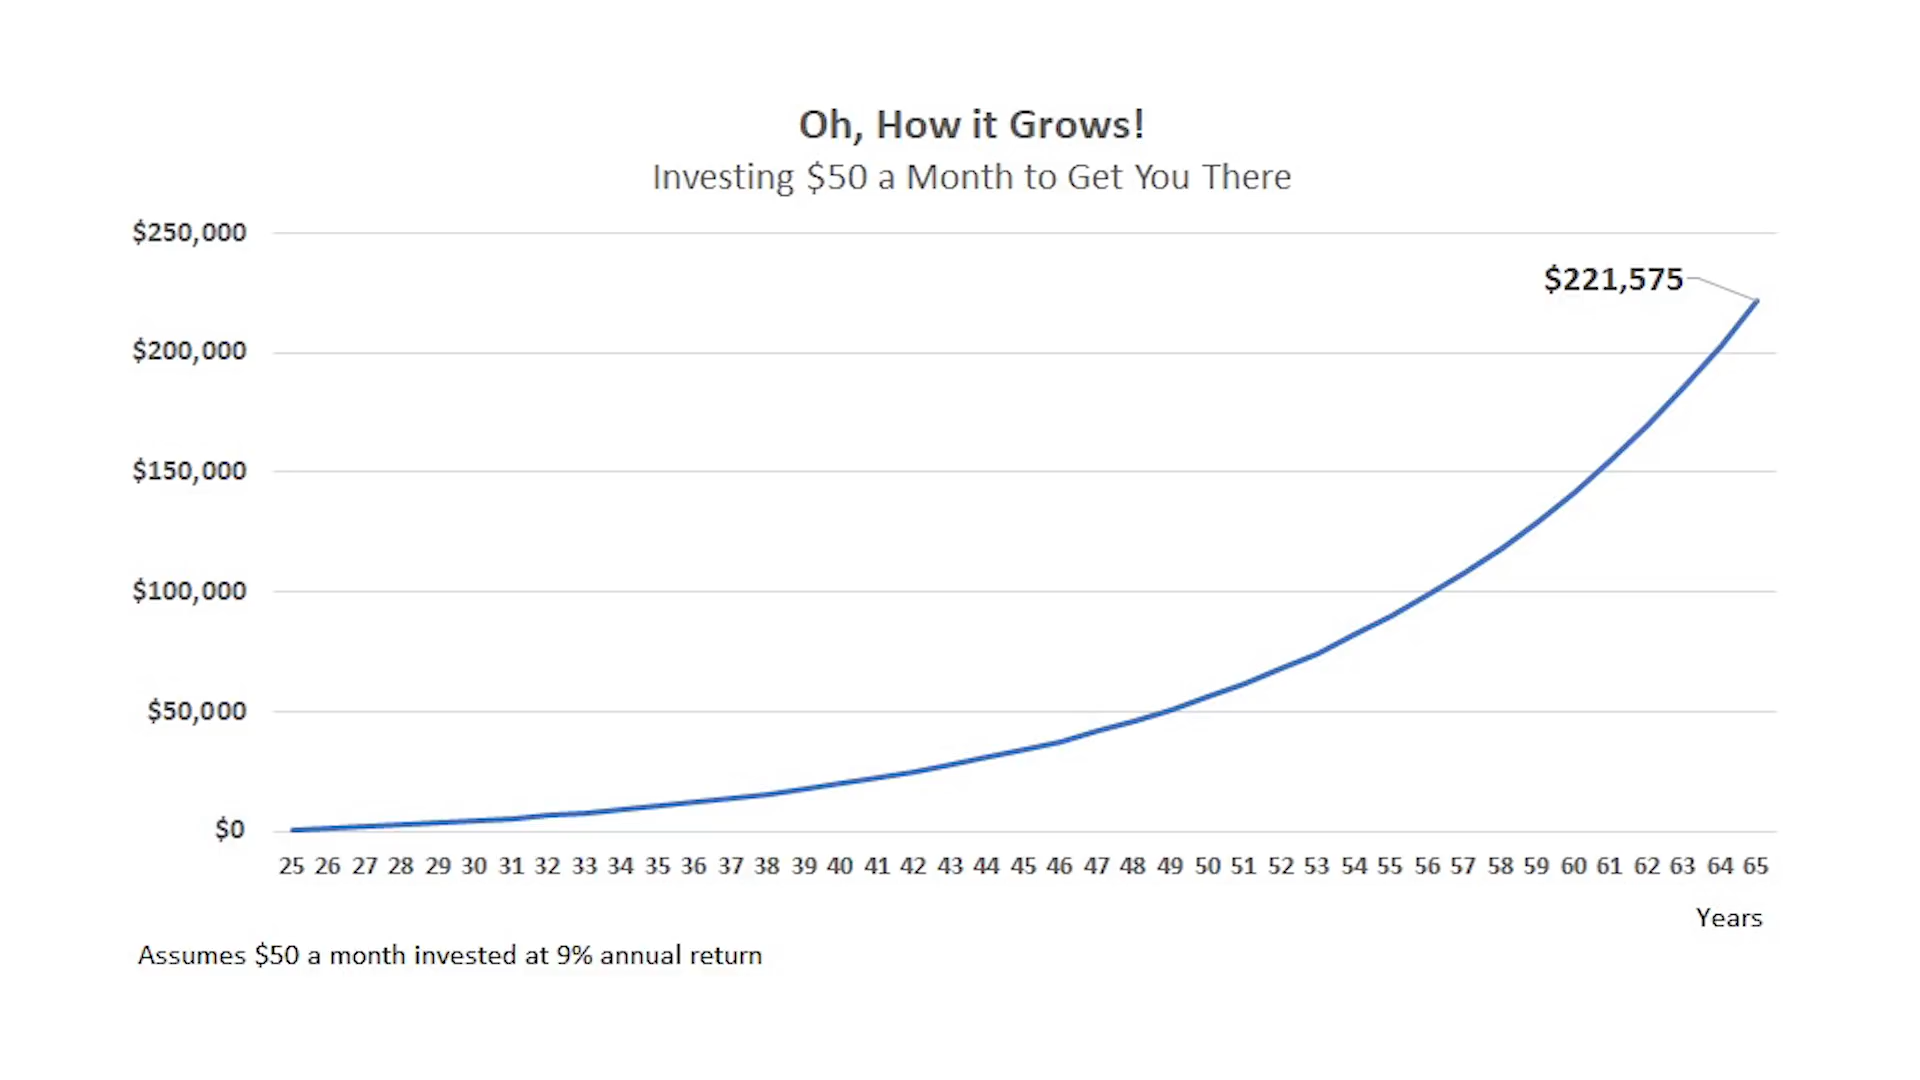 Oh, How it Grows!
Investing $50 a Month to Get You There
$250,000
$221,575
$200,000
$150,000
$100,000
$50,000
$0
25 26 27 28 29 30 31 32 33 34 35 36 37 38 39 40 41 42 43 44 45 46 47 48 49 50 51 52 53 54 55 56 57 58 59 60 61 62 63 64 65
Years
Assumes $50 a month invested at 9% annual return